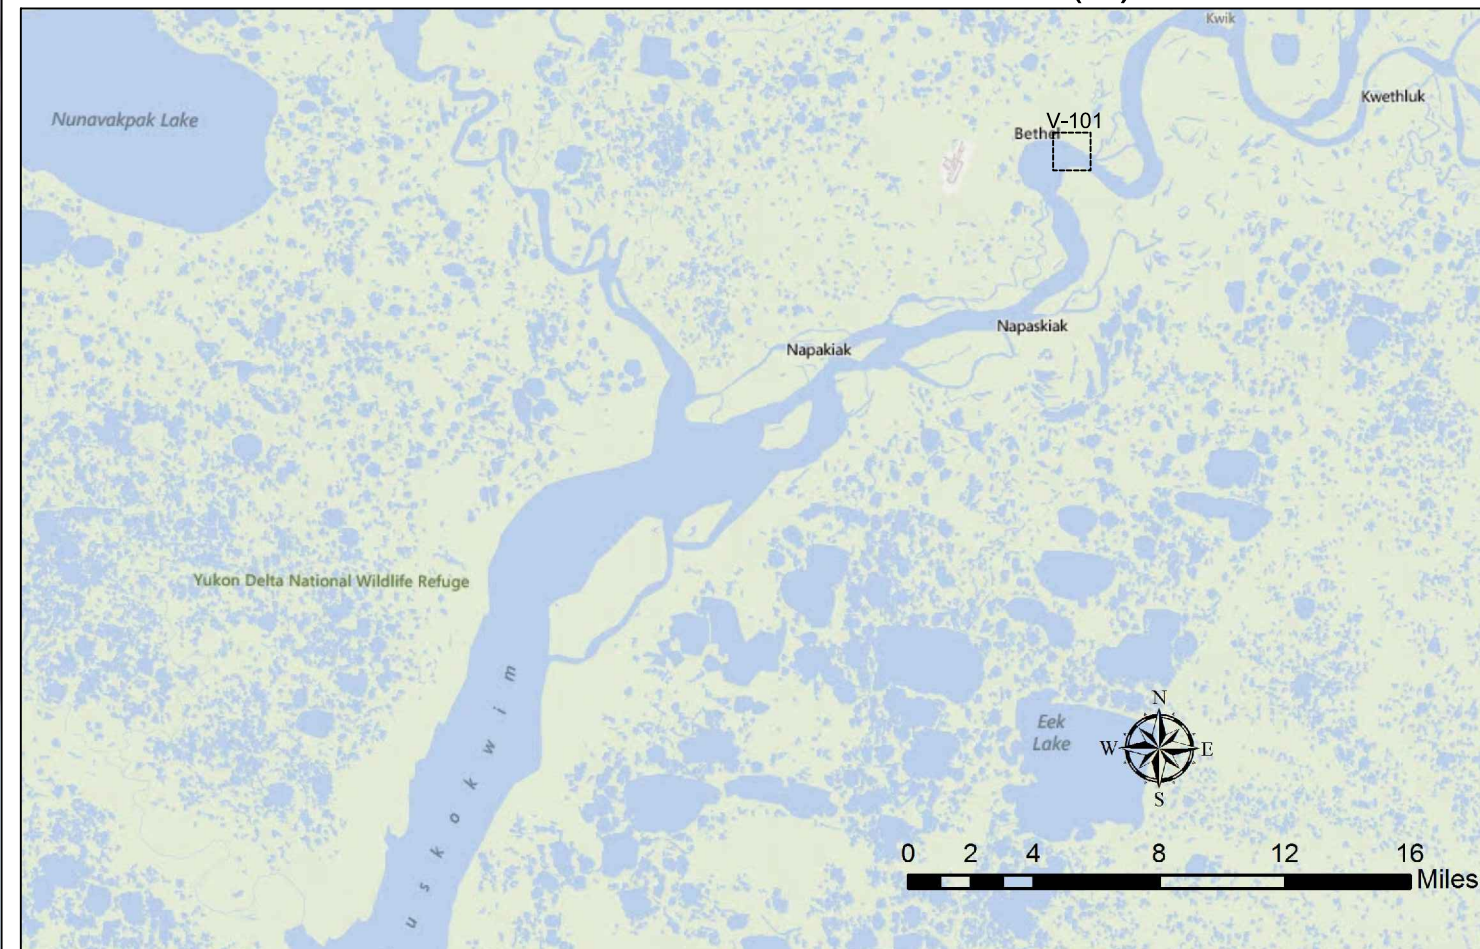 Kwik
Kwethluk
V-101
Nunavakpak Lake
Napaskiak
Napakiak
Yukon Delta National Wildlife Refuge
uskokwim
Eek
Lake
N
W
E
S
0 2 4 8 12 16
Miles